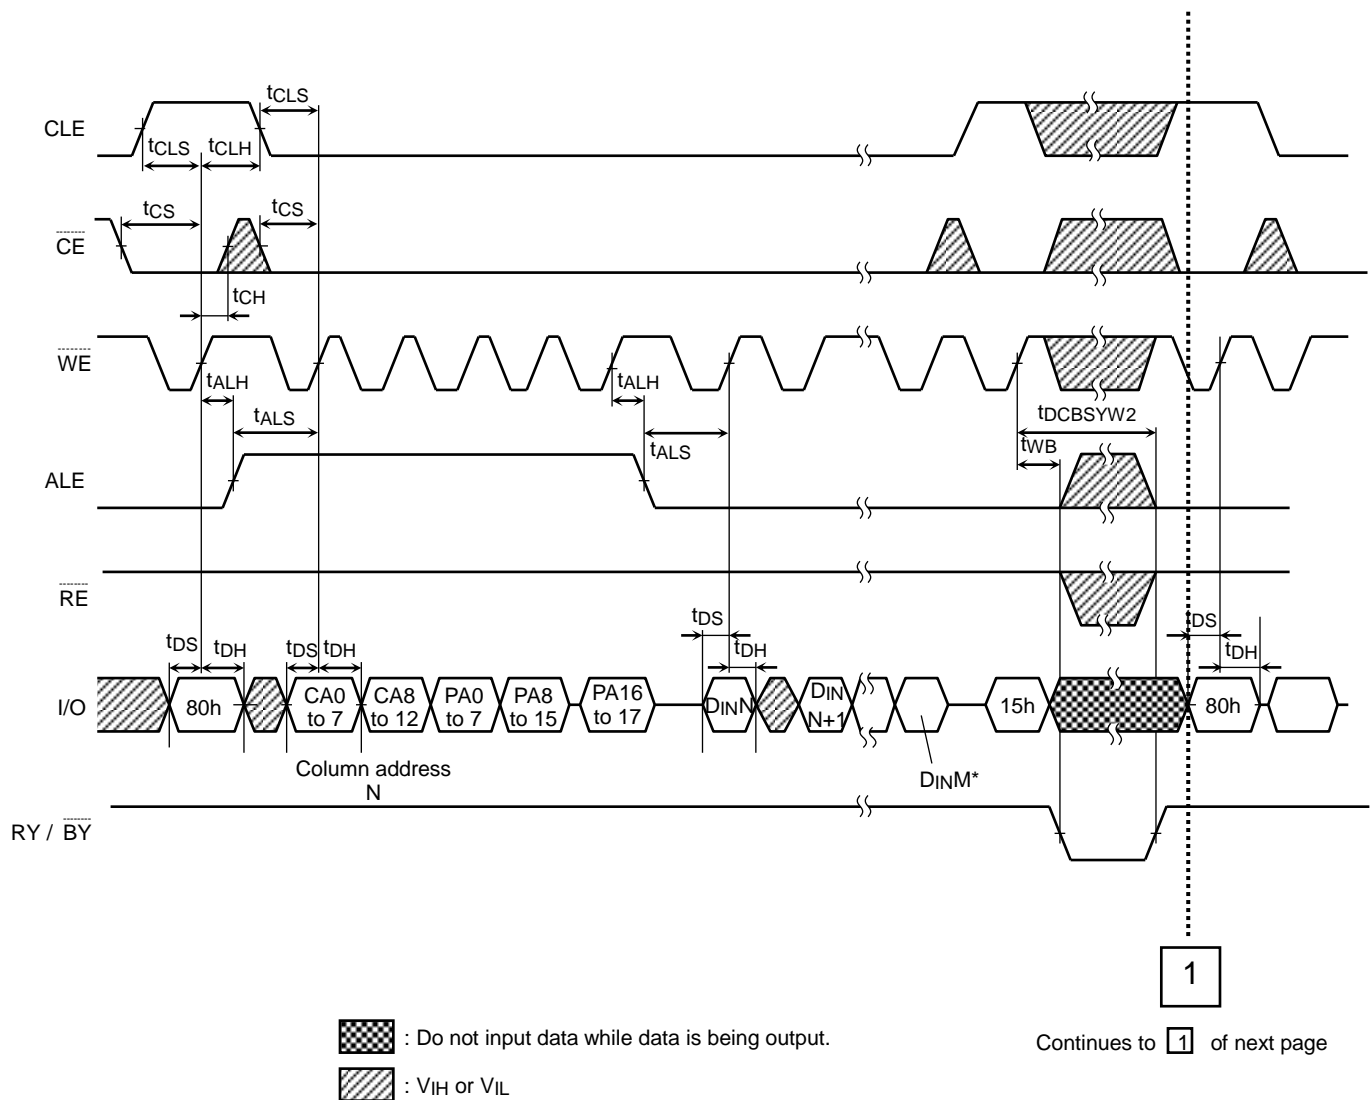 1
tCLS
CLE
tCLS
tCLH
tCS
tCS
CE
tCH
WE
tALH
tALH
tDCBSYW2
tALS
tALS
tWB
ALE
RE
tDS
tDS
tDH
tDS
tDH
tDS
tDH
tDH
I/O
80h
CA0
to 7
CA8
to 12
PA0
to 7
PA8
to 15
PA16
to 17
DINN
DIN
N+1
15h
80h
Column address
N
DINM*
RY / BY
1
: Do not input data while data is being output.
Continues to 1 of next page
: VIH or VIL